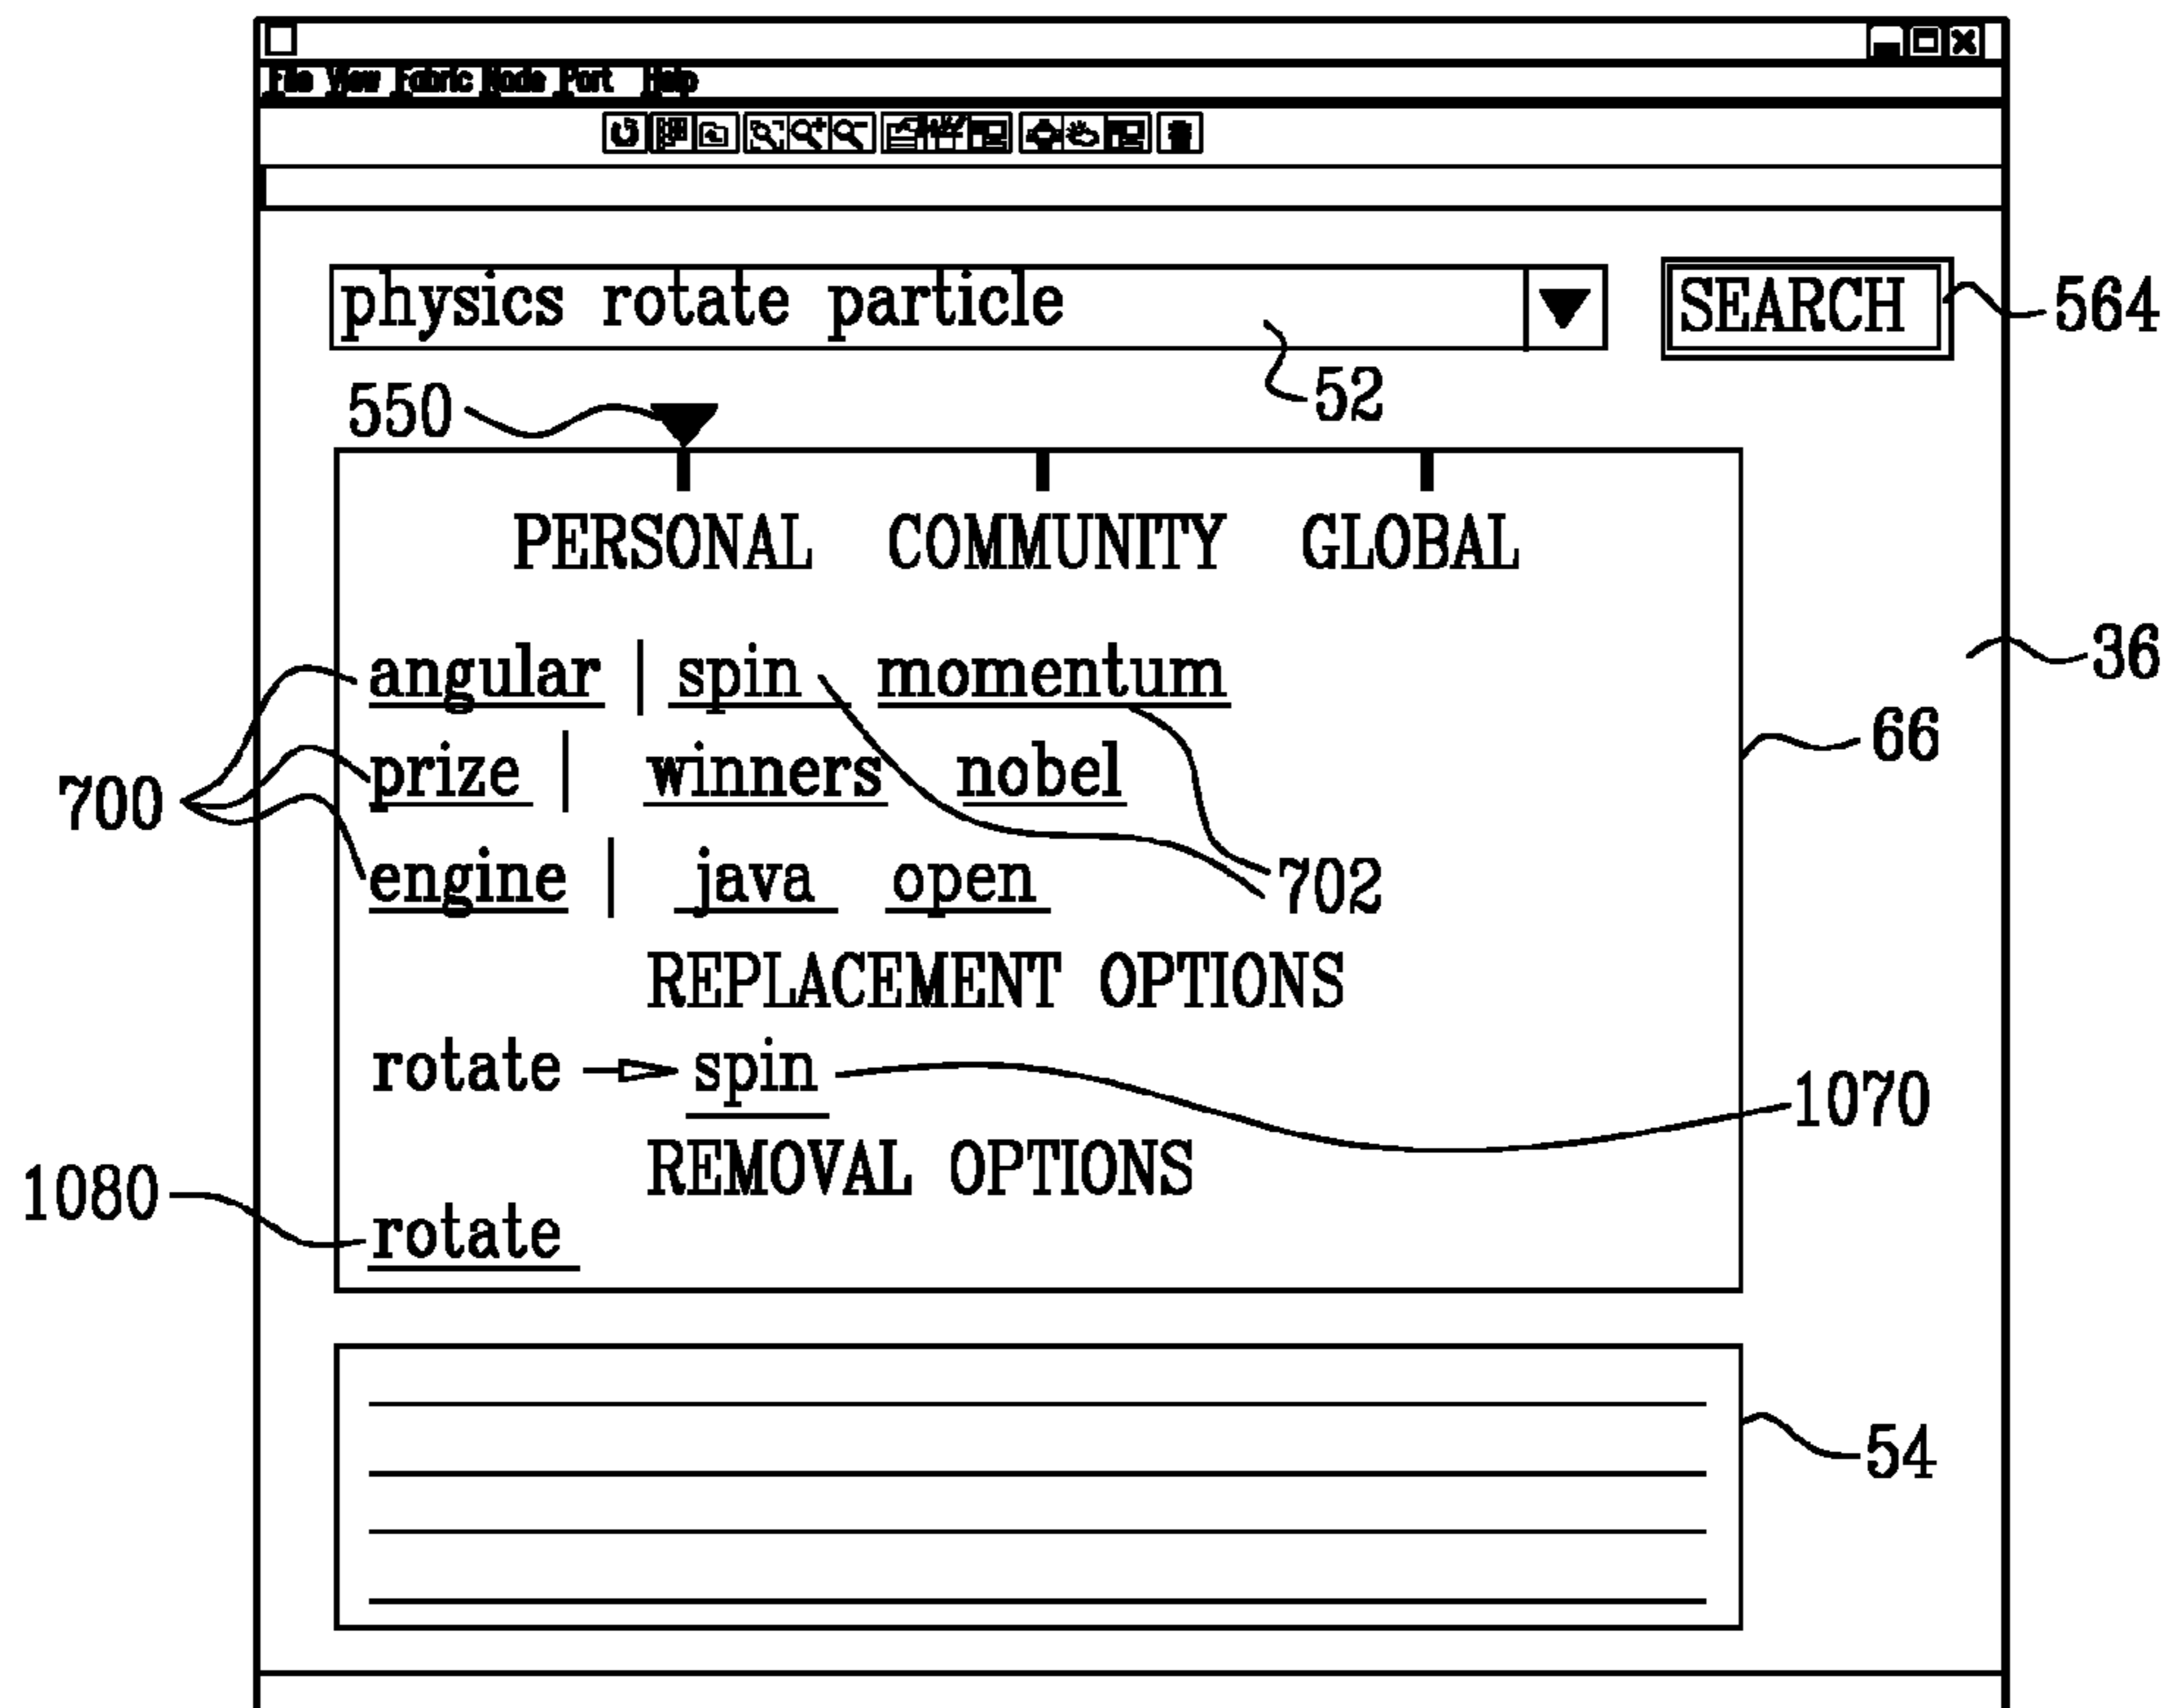 File View Fabric Node Port Help
physics rotate particle SEARCH 564
52
550
PERSONAL COMMUNITY GLOBAL
36
angular | spin momentum
66
prize | winners nobel
700
engine | java open
702
REPLACEMENT OPTIONS
rotate → spin
1070
REMOVAL OPTIONS
1080
rotate
54